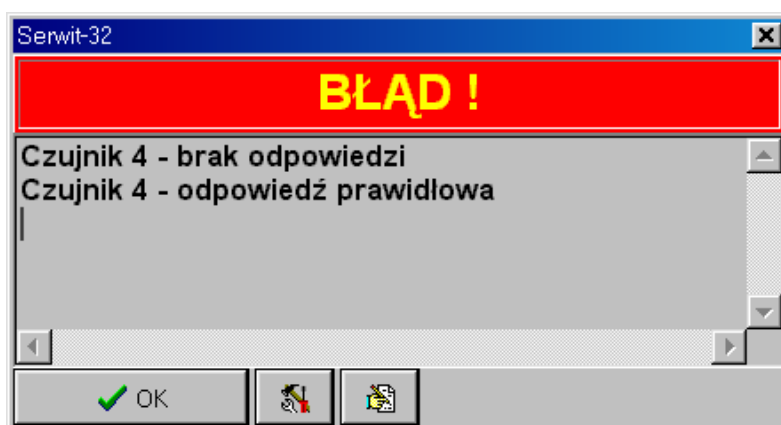 Serwit-32
BŁĄD !
Czujnik 4 - brak odpowiedzi
Czujnik 4 - odpowiedź prawidłowa
OK